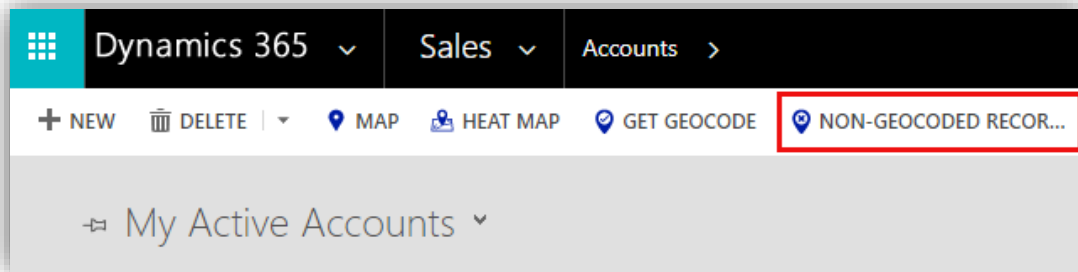 Dynamics 365 Sales Accounts >
NEW DELETE MAP HEAT MAP GET GEOCODE NON-GEOCODED RECOR...
My Active Accounts